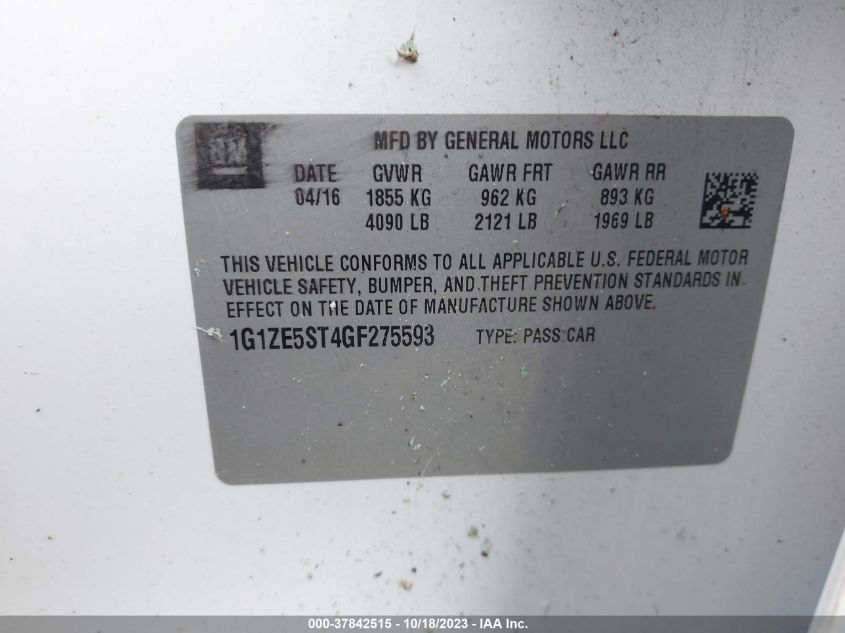 GM
MFD BY GENERAL MOTORS LLC
DATE GVWR GAWR FRT GAWR RR
04/16 1855 KG 962 KG 893 KG
4090 LB 2121 LB 1969 LB
THIS VEHICLE CONFORMS TO ALL APPLICABLE U.S. FEDERAL MOTOR
VEHICLE SAFETY, BUMPER, AND THEFT PREVENTION STANDARDS IN
EFFECT ON THE DATE OF MANUFACTURE SHOWN ABOVE.
1G1ZE5ST4GF275593 TYPE: PASS CAR
000-37842515 - 10/18/2023 - © IAA Inc.